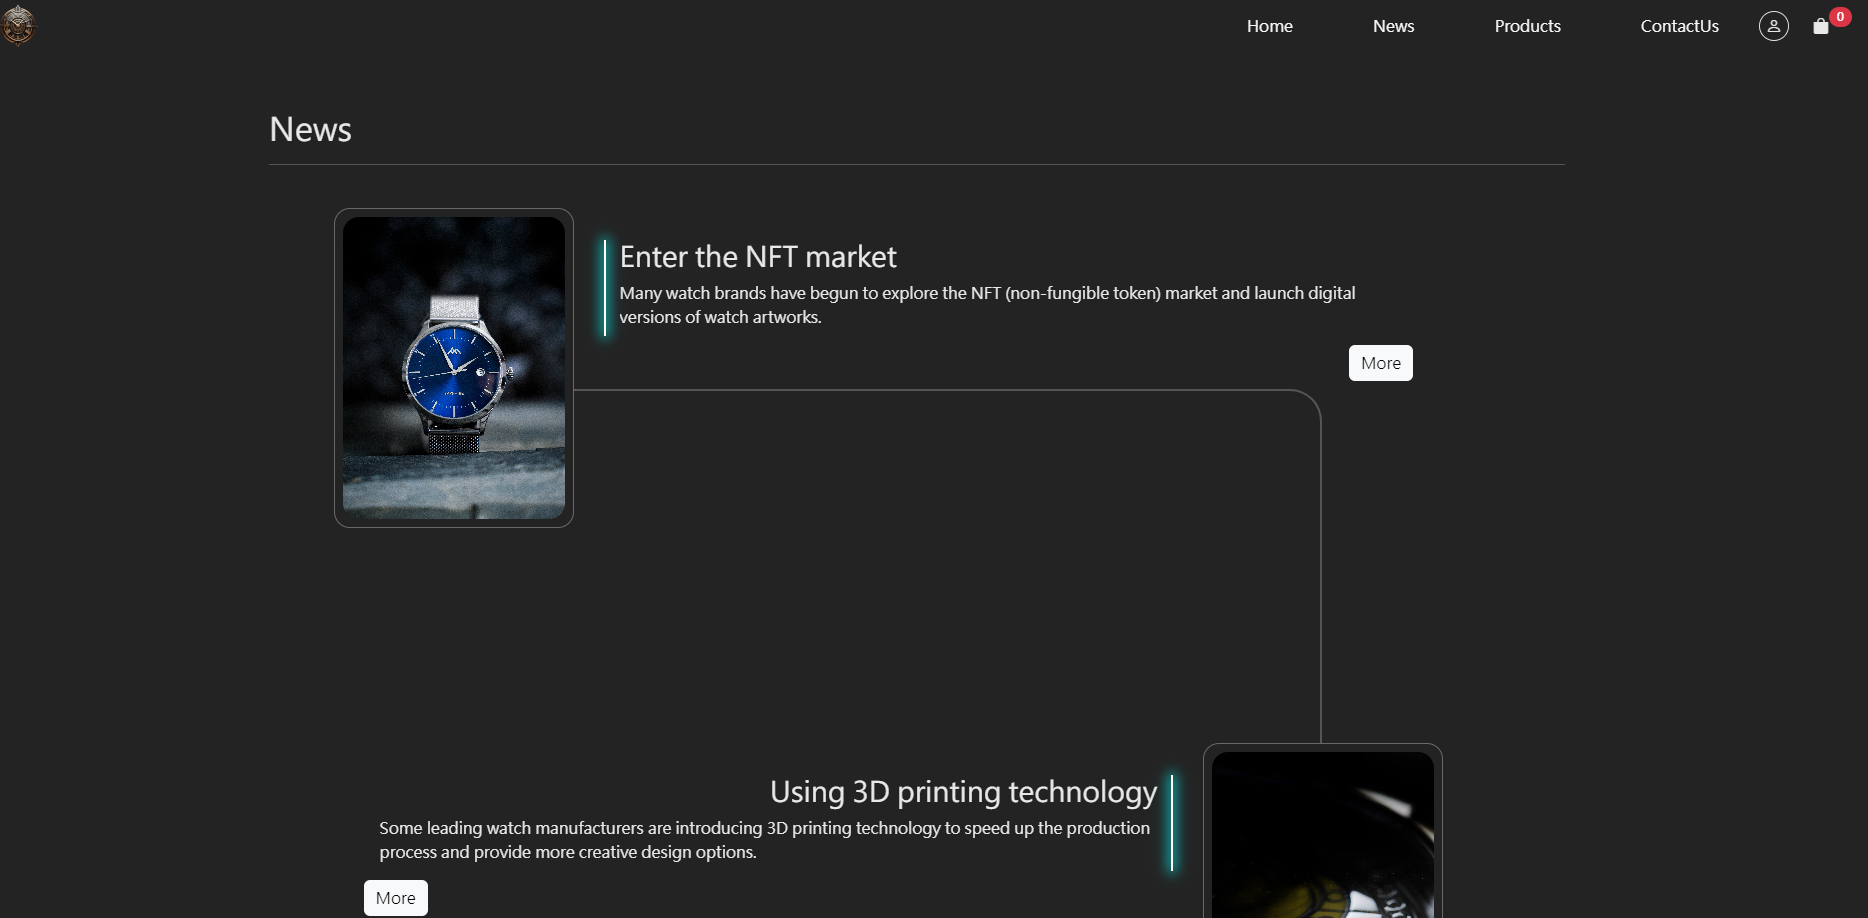 Home News Products ContactUs 0
News
Enter the NFT market
Many watch brands have begun to explore the NFT (non-fungible token) market and launch digital
versions of watch artworks.
More
Using 3D printing technology
Some leading watch manufacturers are introducing 3D printing technology to speed up the production
process and provide more creative design options.
More